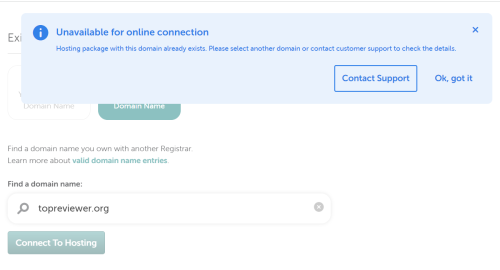 Unavailable for online connection
Hosting package with this domain already exists. Please select another domain or contact customer support to check the details.
Contact Support
Ok, got it
Exi
Domain Name
Domain Name
Find a domain name you own with another Registrar.
Learn more about valid domain name entries.
Find a domain name:
topreviewer.org
Connect To Hosting